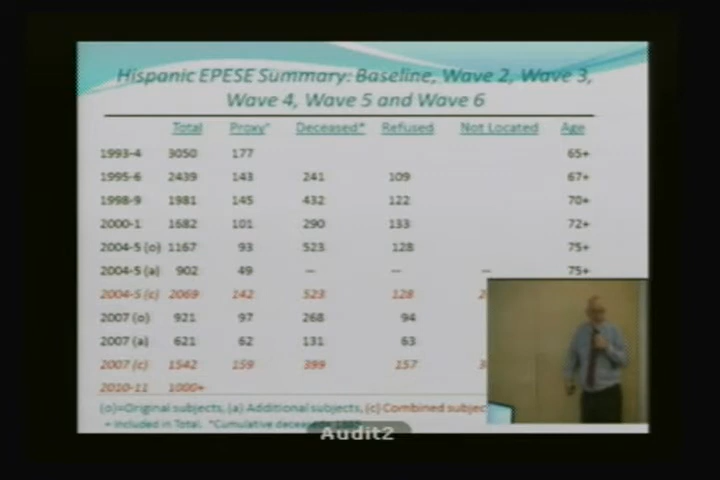 Hispanic EPESE Summary: Baseline, Wave 2, Wave 3,
Wave 4, Wave 5 and Wave 6
Total Proxy+ Deceased* Refused Not Located Age
1993-4 3050 177 65+
1995-6 2439 143 241 109 67+
1998-9 1981 145 432 122 70+
2000-1 1682 101 290 133 72+
2004-5 (o) 1167 93 523 128 75+
2004-5 (a) 902 49 -- -- -- 75+
2004-5 (c) 2069 142 523 128
2007 (o) 921 97 268 94
2007 (a) 621 62 131 63
2007 (c) 1542 159 399 157
2010-11 1000+
(o)=Original subjects, (a) Additional subjects, (c) Combined
+ Included in Total, *Cumulative
Audit2